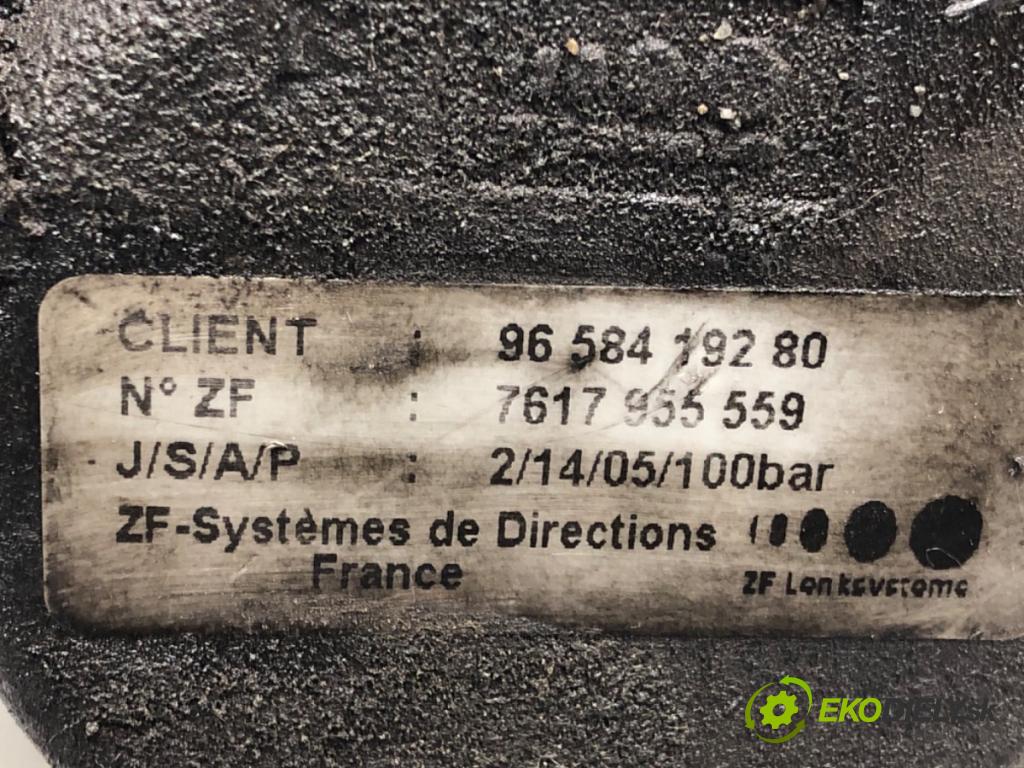 CLIENT : 96 584 192 80
N° ZF : 7617 955 559
J/S/A/P : 2/14/05/100bar
ZF-Systèmes de Directions
France
ZF Lenksysteme
EKO